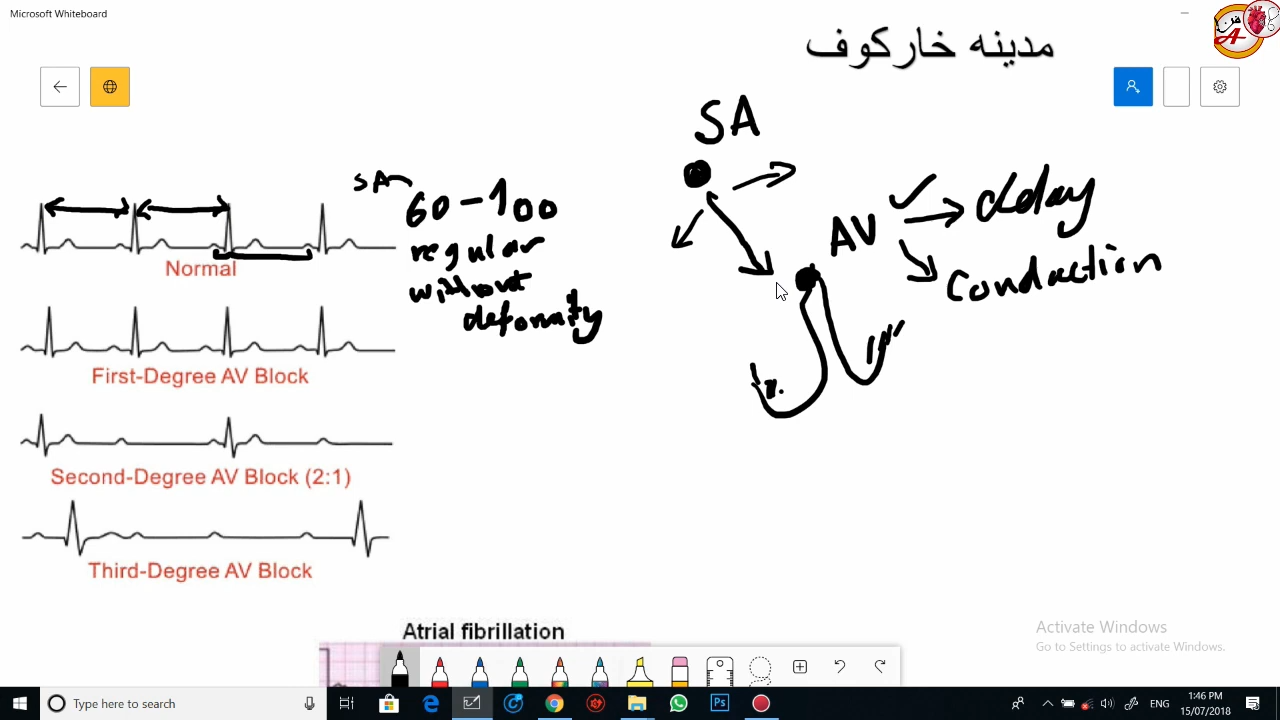 Microsoft Whiteboard
مدينه خاركوف
SA
SA
60-100
regular
without
deformity
AV
delay
conduction
Normal
First-Degree AV Block
Second-Degree AV Block (2:1)
Third-Degree AV Block
Atrial fibrillation
Activate Windows
Go to Settings to activate Windows.
Type here to search
ENG
1:46 PM
15/07/2018